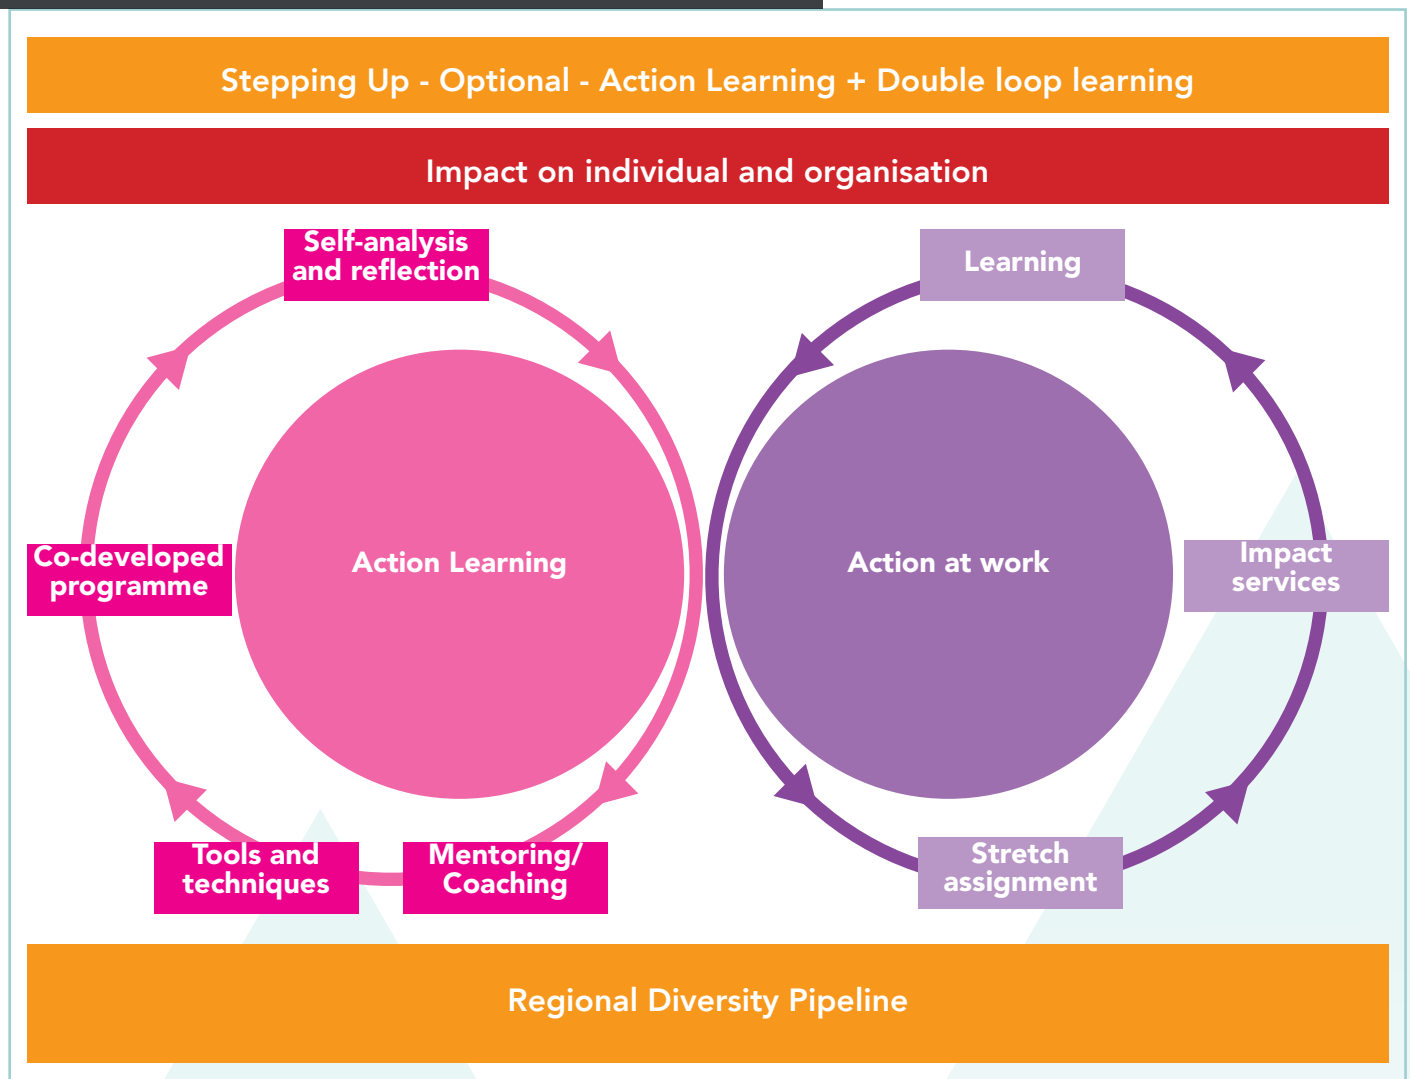 Stepping Up - Optional - Action Learning + Double loop learning
Impact on individual and organisation
Self-analysis
and reflection
Learning
Co-developed
programme
Action Learning
Action at work
Impact
services
Tools and
techniques
Mentoring/
Coaching
Stretch
assignment
Regional Diversity Pipeline